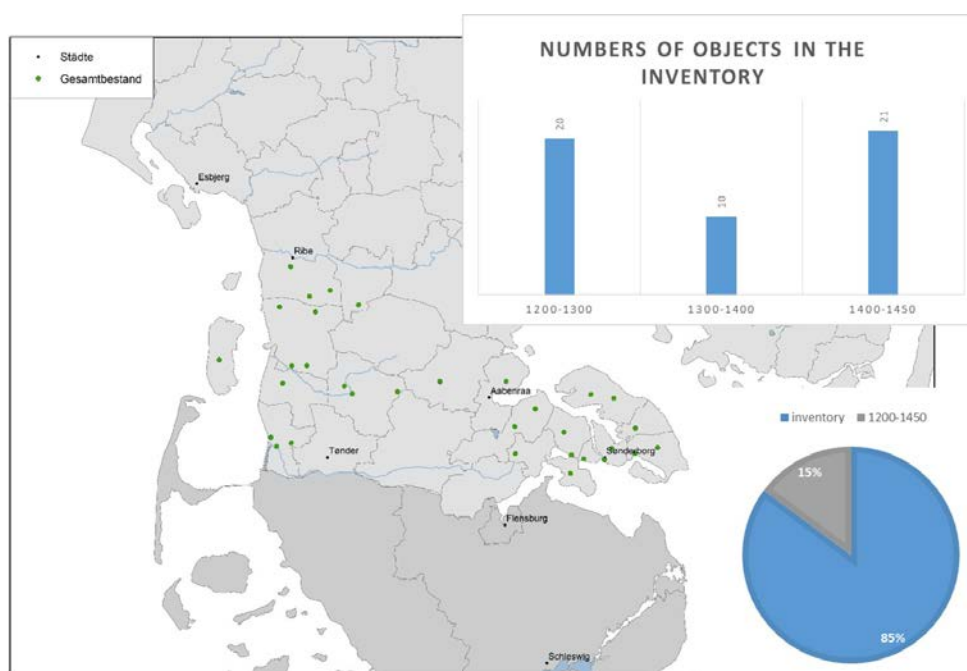 Städte
Gesamtbestand
NUMBERS OF OBJECTS IN THE
INVENTORY
20
10
21
1200-1300
1300-1400
1400-1450
Esbjerg
Ribe
Aabenraa
Tønder
Sønderborg
Flensburg
Schleswig
inventory
1200-1450
15%
85%